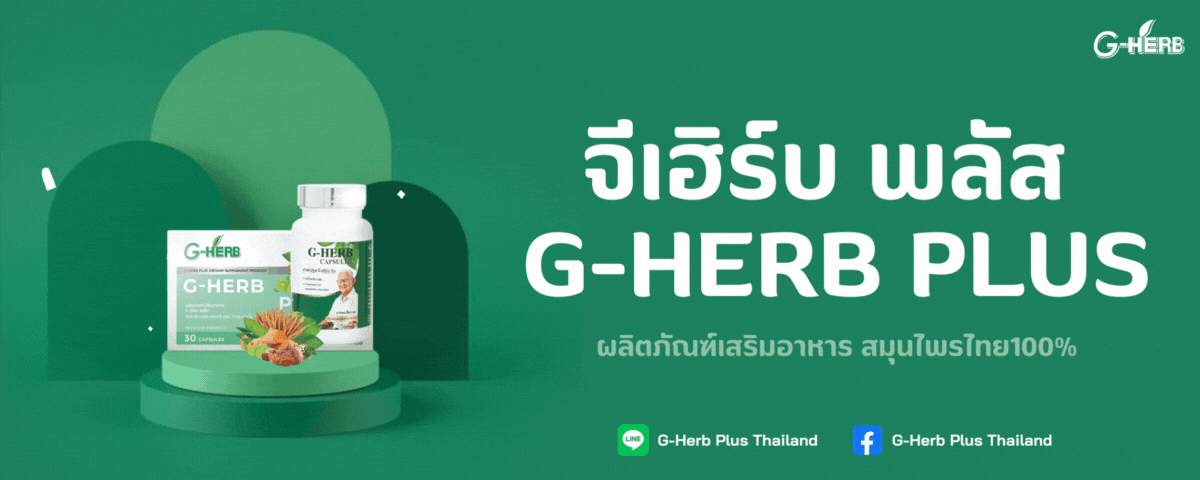 G-HERB
จีเฮิร์บ พลัส
G-HERB PLUS
ผลิตภัณฑ์เสริมอาหาร สมุนไพรไทย100%
LINE
G-Herb Plus Thailand
G-Herb Plus Thailand
G-HERB
G-HERB
30 CAPSULES
G-HERB
CAPSULE